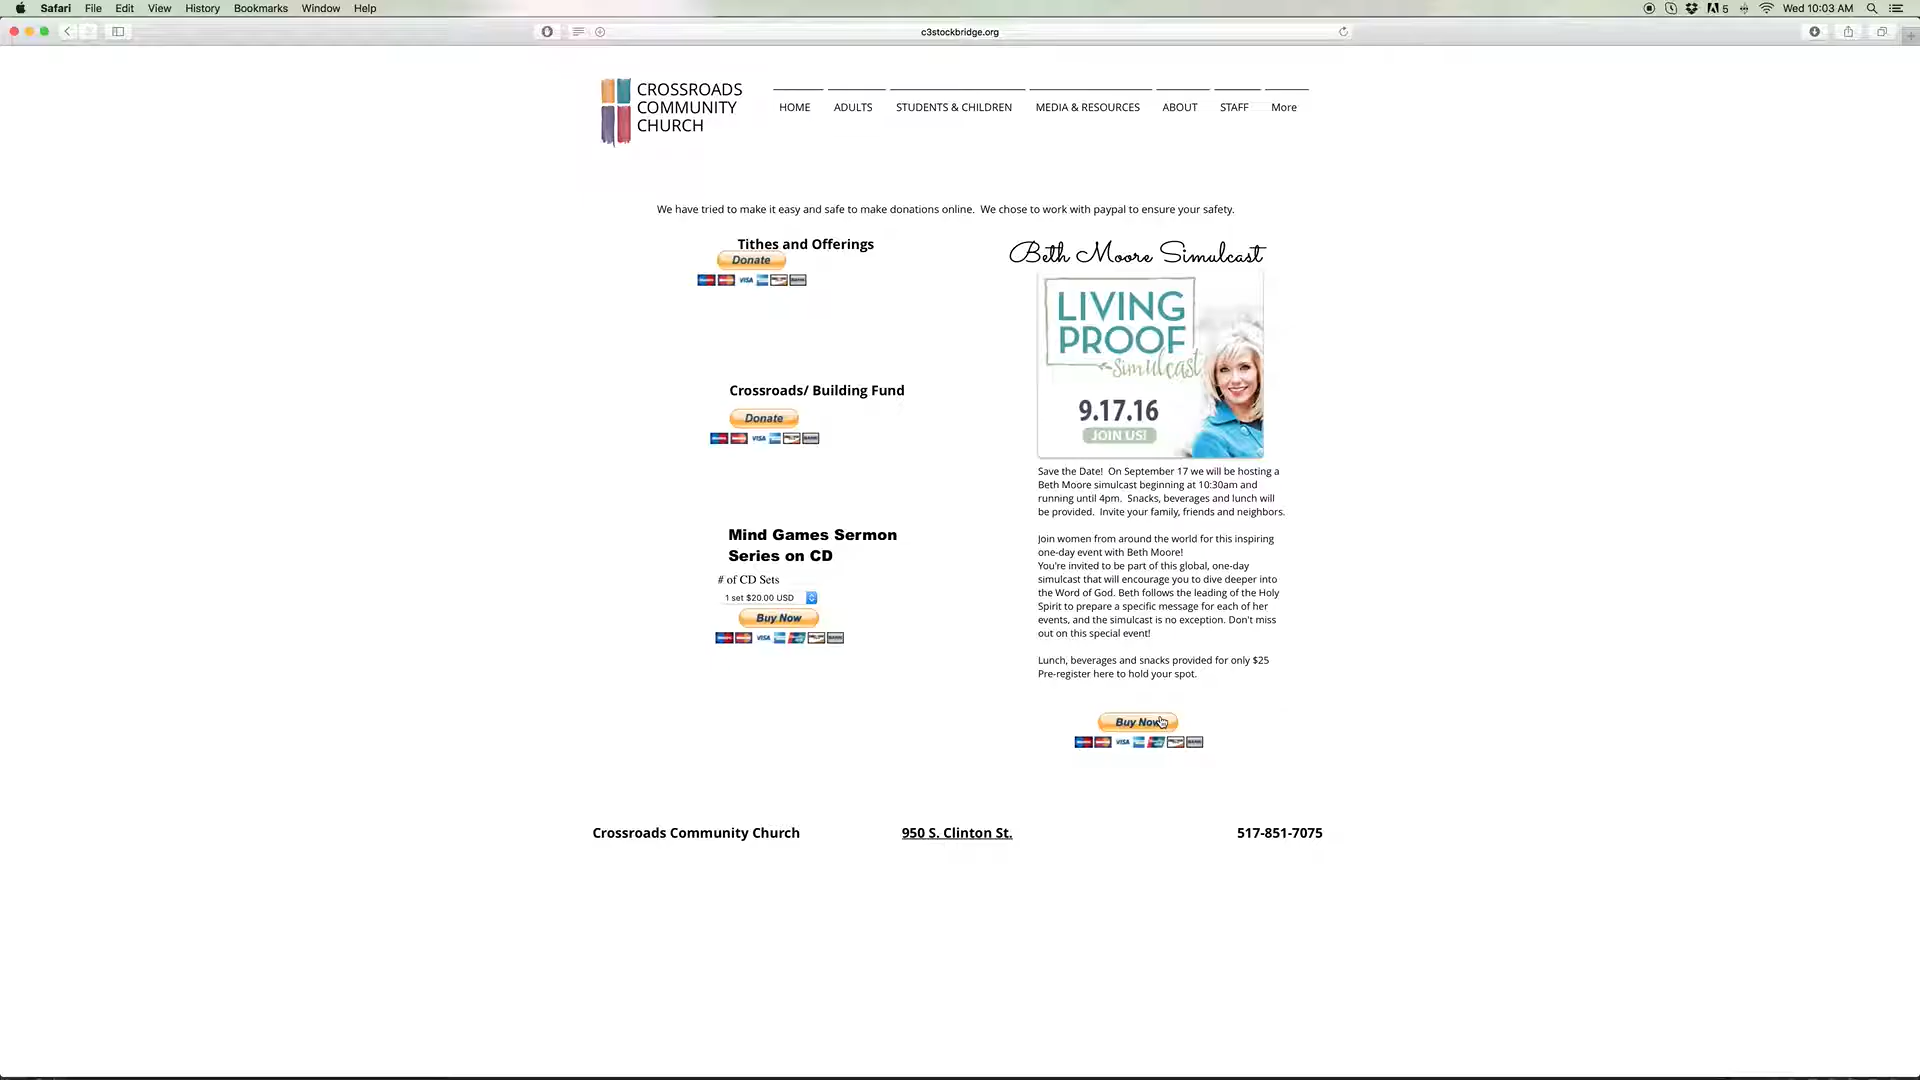 Safari File Edit View History Bookmarks Window Help
5 Wed 10:03 AM
c3stockbridge.org
CROSSROADS
COMMUNITY
CHURCH
HOME ADULTS STUDENTS & CHILDREN MEDIA & RESOURCES ABOUT STAFF More
We have tried to make it easy and safe to make donations online. We chose to work with paypal to ensure your safety.
Tithes and Offerings
Donate
VISA
Crossroads/ Building Fund
Donate
VISA
Mind Games Sermon
Series on CD
# of CD Sets
1 set $20.00 USD
Buy Now
VISA
Beth Moore Simulcast
LIVING
PROOF
simulcast
9.17.16
JOIN US!
Save the Date! On September 17 we will be hosting a
Beth Moore simulcast beginning at 10:30am and
running until 4pm. Snacks, beverages and lunch will
be provided. Invite your family, friends and neighbors.
Join women from around the world for this inspiring
one-day event with Beth Moore!
You're invited to be part of this global, one-day
simulcast that will encourage you to dive deeper into
the Word of God. Beth follows the leading of the Holy
Spirit to prepare a specific message for each of her
events, and the simulcast is no exception. Don't miss
out on this special event!
Lunch, beverages and snacks provided for only $25
Pre-register here to hold your spot.
Buy Now
VISA
Crossroads Community Church 950 S. Clinton St. 517-851-7075